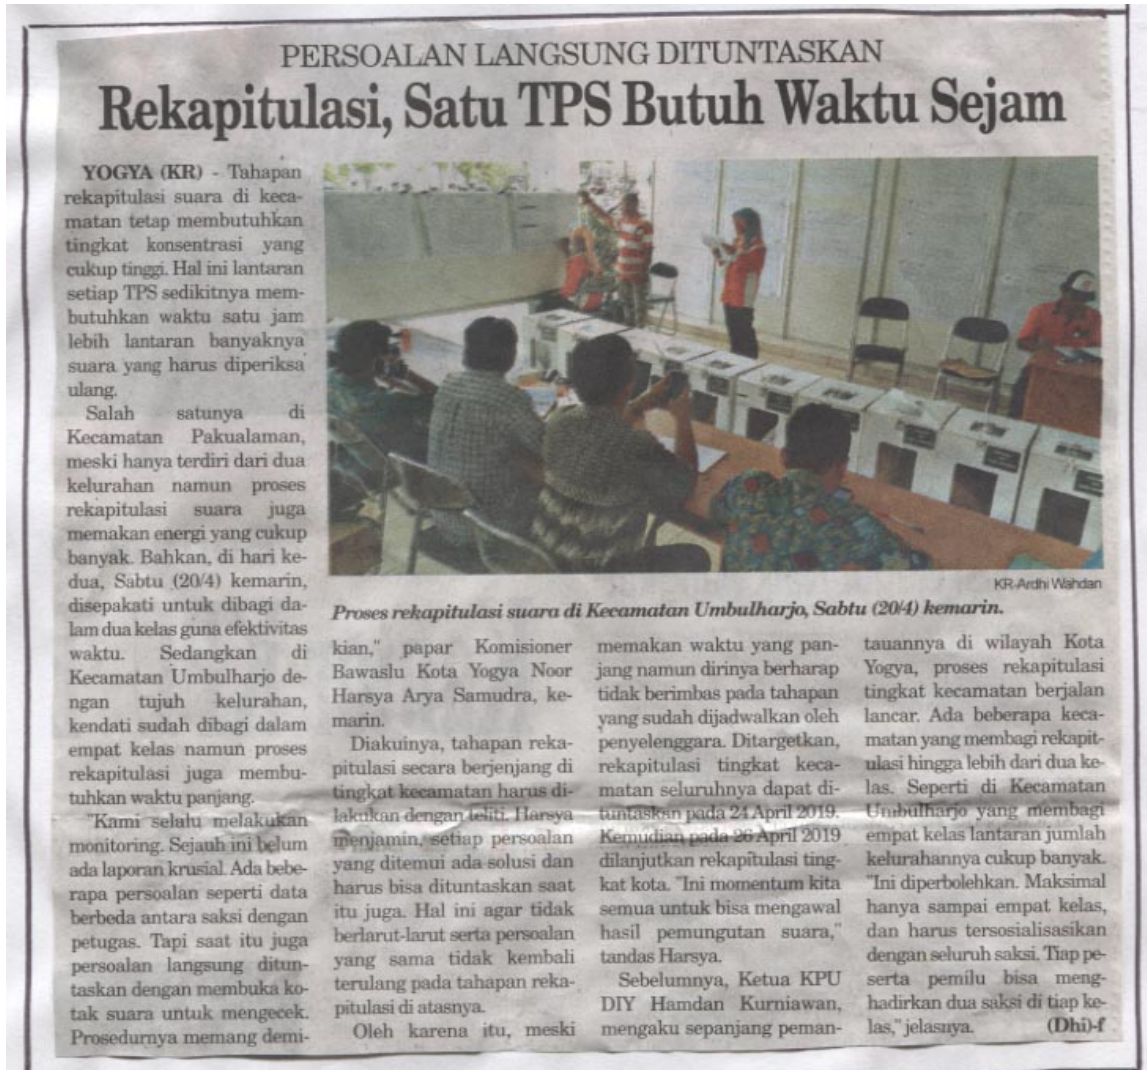 PERSOALAN LANGSUNG DITUNTASKAN
Rekapitulasi, Satu TPS Butuh Waktu Sejam
YOGYA (KR) - Tahapan
rekapitulasi suara di keca-
matan tetap membutuhkan
tingkat konsentrasi yang
cukup tinggi. Hal ini lantaran
setiap TPS sedikitnya mem-
butuhkan waktu satu jam
lebih lantaran banyaknya
suara yang harus diperiksa
ulang.
Salah satunya di
Kecamatan Pakualaman,
meski hanya terdiri dari dua
kelurahan namun proses
rekapitulasi suara juga
memakan energi yang cukup
banyak. Bahkan, di hari ke-
dua, Sabtu (20/4) kemarin,
disepakati untuk dibagi da-
lam dua kelas guna efektivitas
waktu. Sedangkan di
Kecamatan Umbulharjo de-
ngan tujuh kelurahan,
kendati sudah dibagi dalam
empat kelas namun proses
rekapitulasi juga membu-
tuhkan waktu panjang.
"Kami selalu melakukan
monitoring. Sejauh ini belum
ada laporan krusial. Ada bebe-
rapa persoalan seperti data
berbeda antara saksi dengan
petugas. Tapi saat itu juga
persoalan langsung ditun-
taskan dengan membuka ko-
tak suara untuk mengecek.
Prosedurnya memang demi-
KR-Ardhi Wahdan
Proses rekapitulasi suara di Kecamatan Umbulharjo, Sabtu (20/4) kemarin.
kian," papar Komisioner
Bawaslu Kota Yogya Noor
Harsya Arya Samudra, ke-
marin.
Diakuinya, tahapan reka-
pitulasi secara berjenjang di
tingkat kecamatan harus di-
lakukan dengan teliti. Harsya
menjamin, setiap persoalan
yang ditemui ada solusi dan
harus bisa dituntaskan saat
itu juga. Hal ini agar tidak
berlarut-larut serta persoalan
yang sama tidak kembali
terulang pada tahapan reka-
pitulasi di atasnya.
Oleh karena itu, meski
memakan waktu yang pan-
jang namun dirinya berharap
tidak berimbas pada tahapan
yang sudah dijadwalkan oleh
penyelenggara. Ditargetkan,
rekapitulasi tingkat keca-
matan seluruhnya dapat di-
tuntaskan pada 24 April 2019.
Kemudian pada 26 April 2019
dilanjutkan rekapitulasi ting-
kat kota. "Ini momentum kita
semua untuk bisa mengawal
hasil pemungutan suara,"
tandas Harsya.
Sebelumnya, Ketua KPU
DIY Hamdan Kurniawan,
mengaku sepanjang peman-
tauannya di wilayah Kota
Yogya, proses rekapitulasi
tingkat kecamatan berjalan
lancar. Ada beberapa keca-
matan yang membagi rekapit-
ulasi hingga lebih dari dua ke-
las. Seperti di Kecamatan
Umbulharjo yang membagi
empat kelas lantaran jumlah
kelurahannya cukup banyak.
"Ini diperbolehkan. Maksimal
hanya sampai empat kelas,
dan harus tersosialisasikan
dengan seluruh saksi. Tiap pe-
serta pemilu bisa meng-
hadirkan dua saksi di tiap ke-
las," jelasnya. (Dhi)-f